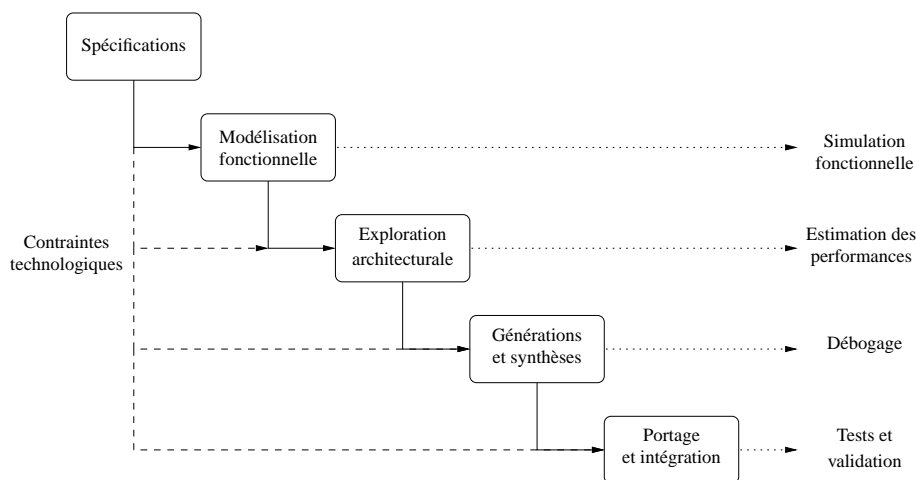 Spécifications
Modélisation
fonctionnelle
Simulation
fonctionnelle
Contraintes
technologiques
Exploration
architecturale
Estimation des
performances
Générations
et synthèses
Débogage
Portage
et intégration
Tests et
validation